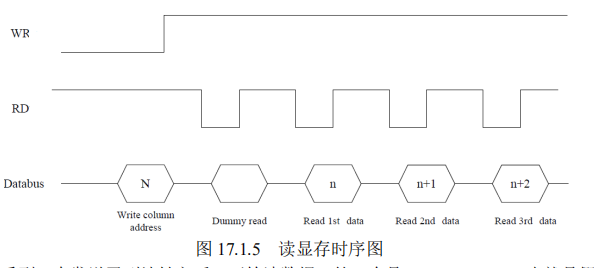 WR
RD
Databus
N
n
n+1
n+2
Write column address
Dummy read
Read 1st data
Read 2nd data
Read 3rd data
图 17.1.5 读显存时序图